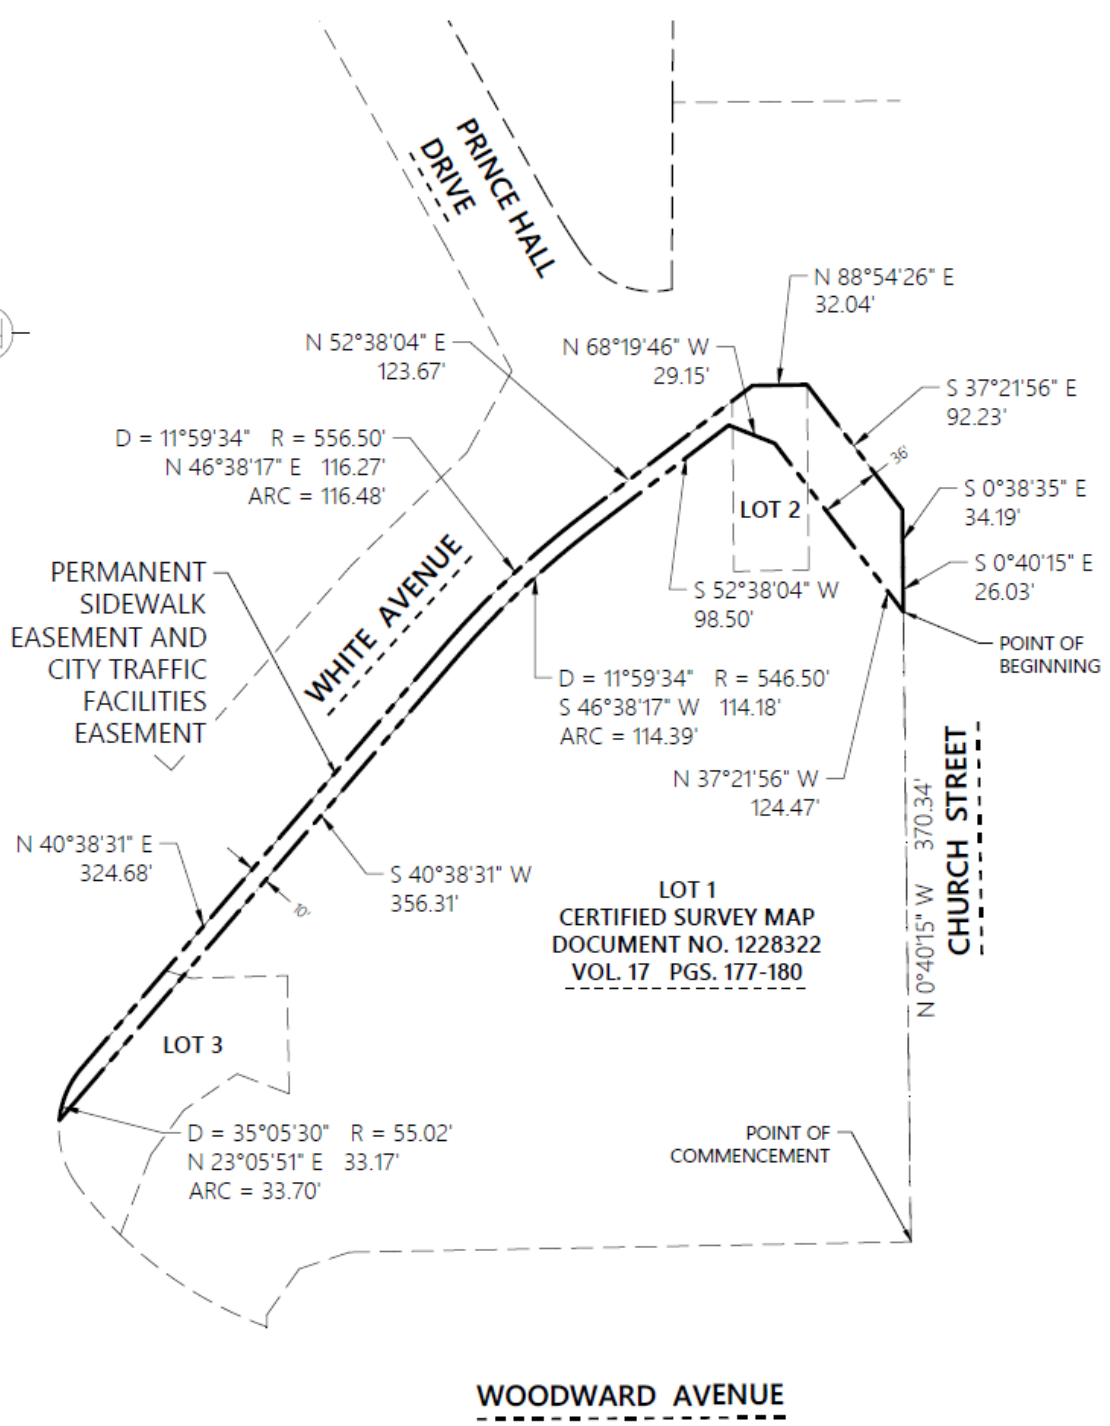 PRINCE HALL
DRIVE
N 88°54'26" E
32.04'
N 52°38'04" E
123.67'
N 68°19'46" W
29.15'
S 37°21'56" E
92.23'
D = 11°59'34" R = 556.50'
N 46°38'17" E 116.27'
ARC = 116.48'
36'
S 0°38'35" E
34.19'
LOT 2
S 0°40'15" E
26.03'
PERMANENT
SIDEWALK
EASEMENT AND
CITY TRAFFIC
FACILITIES
EASEMENT
WHITE AVENUE
S 52°38'04" W
98.50'
POINT OF
BEGINNING
D = 11°59'34" R = 546.50'
S 46°38'17" W 114.18'
ARC = 114.39'
N 37°21'56" W
124.47'
N 0°40'15" W 370.34'
CHURCH STREET
N 40°38'31" E
324.68'
S 40°38'31" W
356.31'
10'
LOT 1
CERTIFIED SURVEY MAP
DOCUMENT NO. 1228322
VOL. 17 PGS. 177-180
LOT 3
D = 35°05'30" R = 55.02'
N 23°05'51" E 33.17'
ARC = 33.70'
POINT OF
COMMENCEMENT
WOODWARD AVENUE